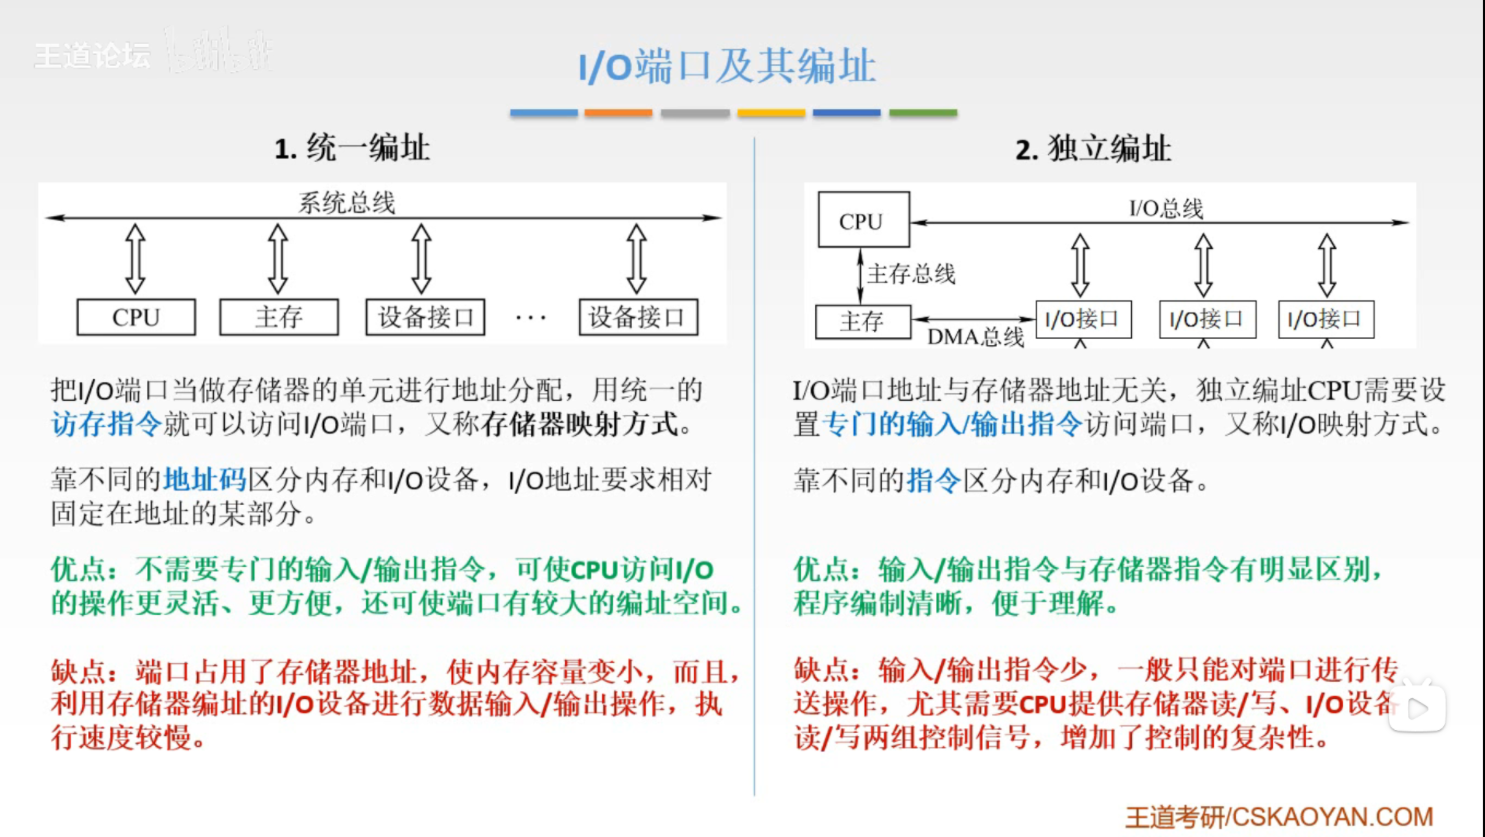 王道论坛
I/O端口及其编址
1. 统一编址
系统总线
CPU
主存
设备接口
···
设备接口
把I/O端口当做存储器的单元进行地址分配，用统一的
访存指令就可以访问I/O端口，又称存储器映射方式。
靠不同的地址码区分内存和I/O设备，I/O地址要求相对
固定在地址的某部分。
优点：不需要专门的输入/输出指令，可使CPU访问I/O
的操作更灵活、更方便，还可使端口有较大的编址空间。
缺点：端口占用了存储器地址，使内存容量变小，而且，
利用存储器编址的I/O设备进行数据输入/输出操作，执
行速度较慢。
2. 独立编址
CPU
I/O总线
主存总线
主存
DMA总线
I/O接口
I/O接口
I/O接口
I/O端口地址与存储器地址无关，独立编址CPU需要设
置专门的输入/输出指令访问端口，又称I/O映射方式。
靠不同的指令区分内存和I/O设备。
优点：输入/输出指令与存储器指令有明显区别，
程序编制清晰，便于理解。
缺点：输入/输出指令少，一般只能对端口进行传
送操作，尤其需要CPU提供存储器读/写、I/O设备
读/写两组控制信号，增加了控制的复杂性。
王道考研/CSKAOYAN.COM